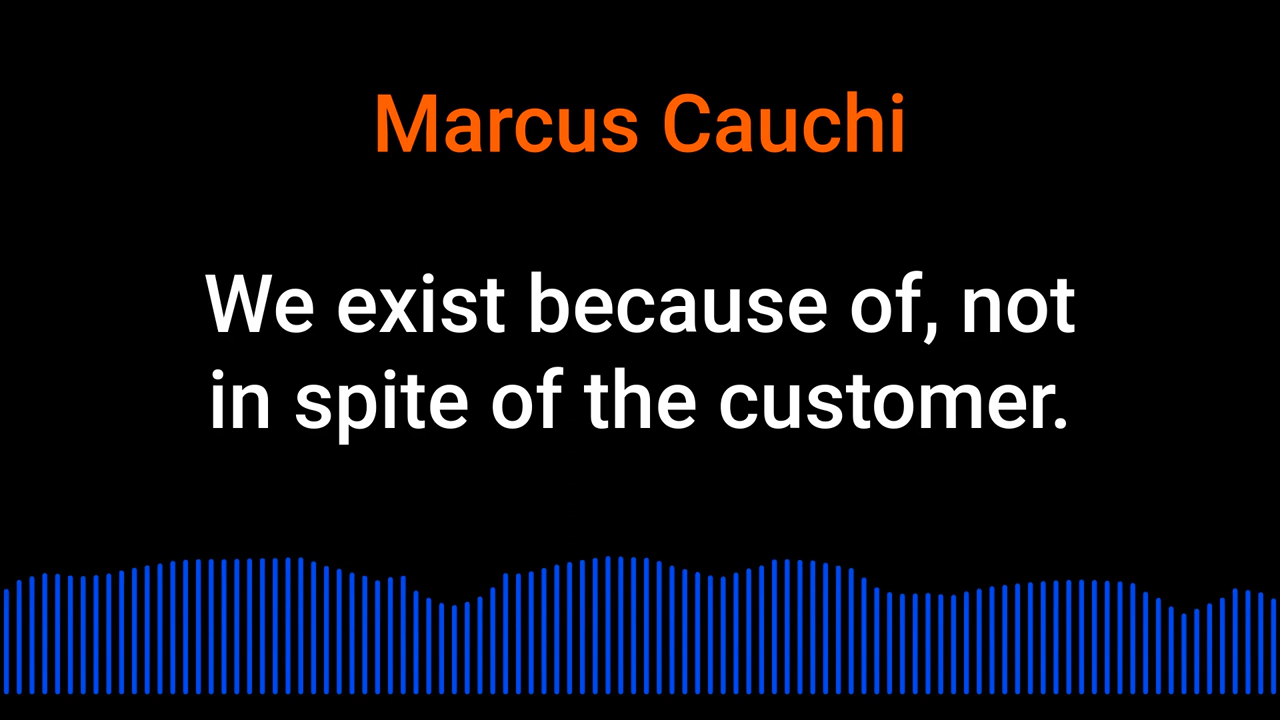 Marcus Cauchi
We exist because of, not
in spite of the customer.